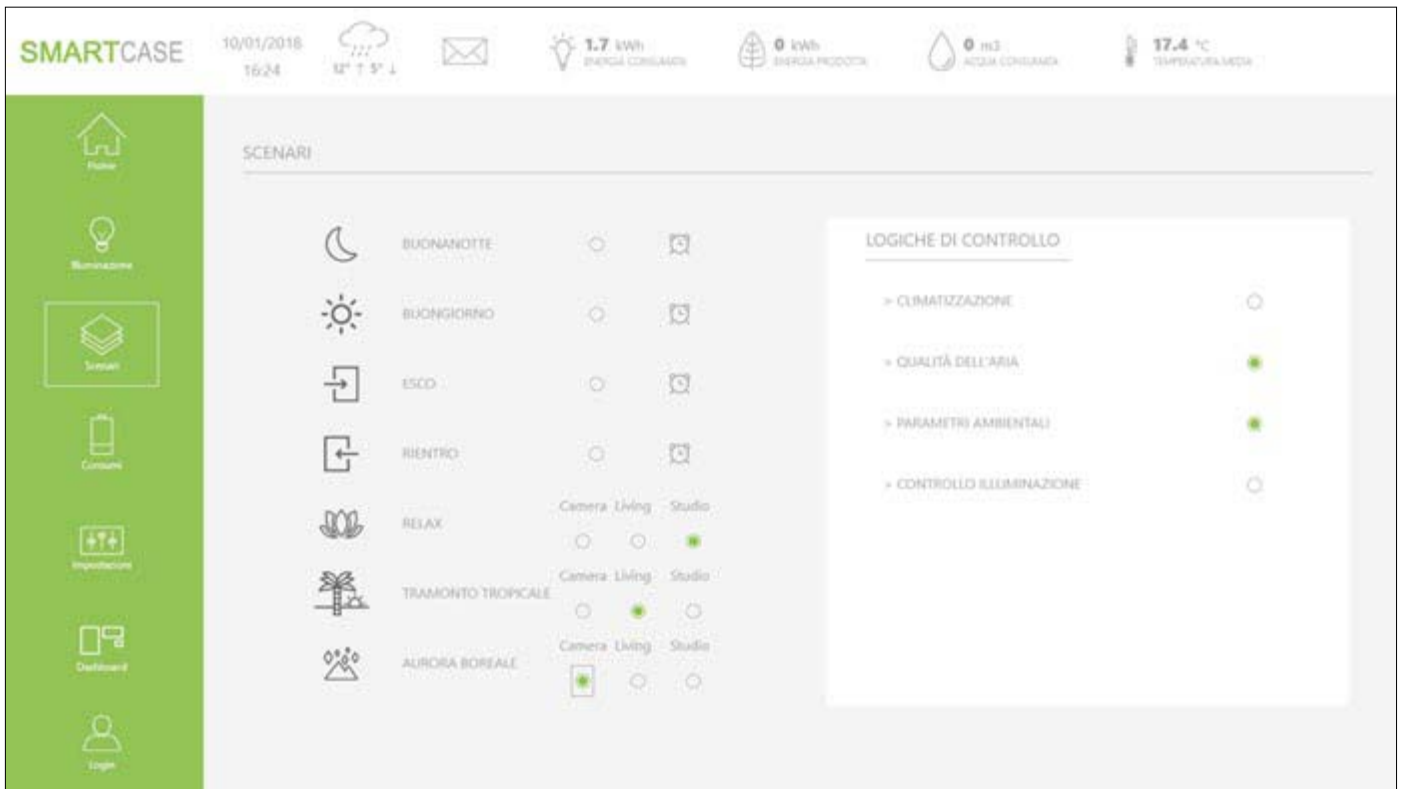 SMARTCASE
10/01/2018
16:24
12° ↑ 5° ↓
1.7 kWh
ENERGIA CONSUMATA
0 kWh
ENERGIA PRODOTTA
0 m3
ACQUA CONSUMATA
17.4 °C
TEMPERATURA MEDIA
Home
Illuminazione
Scenari
Consumi
Impostazioni
Dashboard
Login
SCENARI
BUONANOTTE
BUONGIORNO
ESCO
RIENTRO
RELAX
Camera Living Studio
TRAMONTO TROPICALE
Camera Living Studio
AURORA BOREALE
Camera Living Studio
LOGICHE DI CONTROLLO
> CLIMATIZZAZIONE
> QUALITÀ DELL'ARIA
> PARAMETRI AMBIENTALI
> CONTROLLO ILLUMINAZIONE